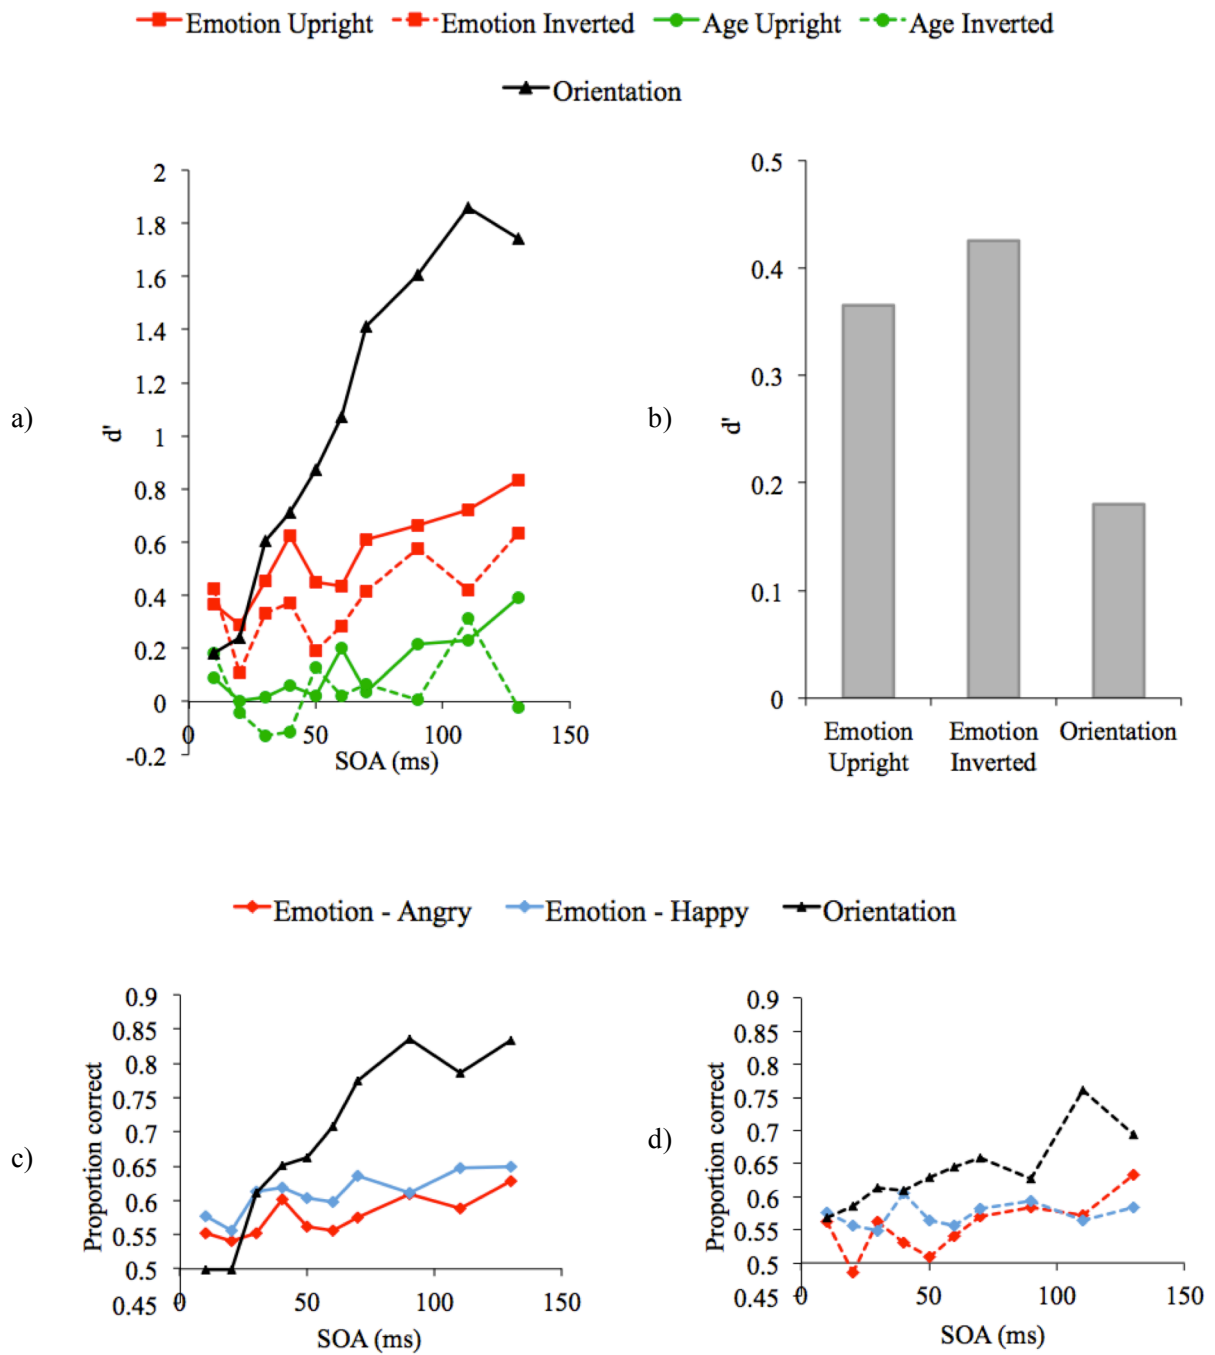 Emotion Upright Emotion Inverted Age Upright Age Inverted
Orientation
a)
d'
2
1.8
1.6
1.4
1.2
1
0.8
0.6
0.4
0.2
0
-0.2
0 50 100 150
SOA (ms)
b)
d'
0.5
0.4
0.3
0.2
0.1
0
Emotion Upright
Emotion Inverted
Orientation
Emotion - Angry Emotion - Happy Orientation
c)
Proportion correct
0.9
0.85
0.8
0.75
0.7
0.65
0.6
0.55
0.5
0.45
0 50 100 150
SOA (ms)
d)
Proportion correct
0.9
0.85
0.8
0.75
0.7
0.65
0.6
0.55
0.5
0.45
0 50 100 150
SOA (ms)